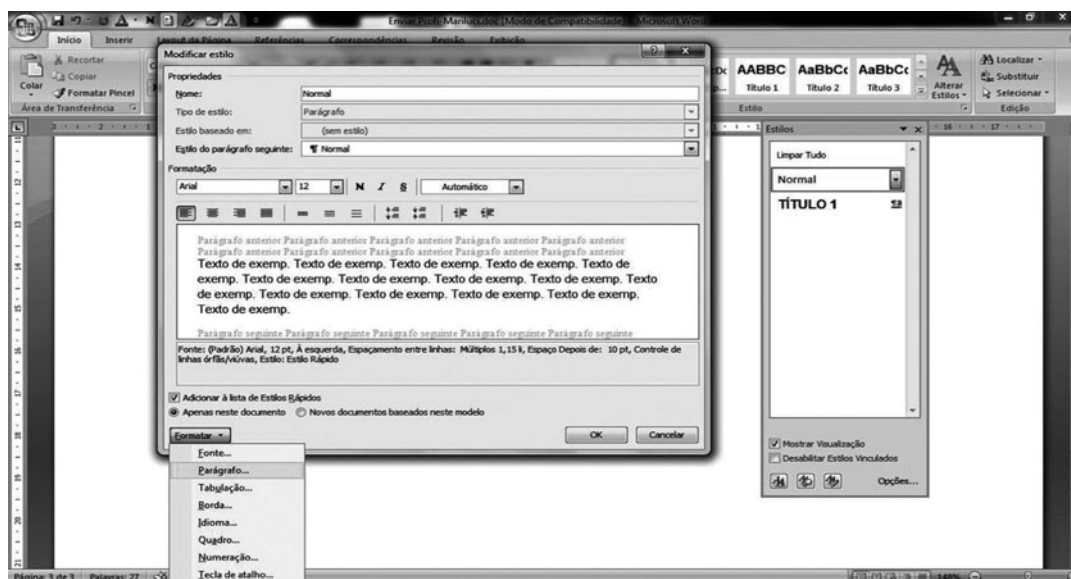 Enviar Profª Mariluci.doc [Modo de Compatibilidade] - Microsoft Word
Início Inserir Layout da Página Referências Correspondências Revisão Exibição
Recortar
Copiar
Formatar Pincel
Colar
Área de Transferência
AABBC AaBbCc AaBbCc
Título 1 Título 2 Título 3
Alterar
Estilos
Estilo
Localizar
Substituir
Selecionar
Edição
Modificar estilo
Propriedades
Nome: Normal
Tipo de estilo: Parágrafo
Estilo baseado em: (sem estilo)
Estilo do parágrafo seguinte: ¶ Normal
Formatação
Arial 12 N I S Automático
Parágrafo anterior Parágrafo anterior Parágrafo anterior Parágrafo anterior Parágrafo anterior
Parágrafo anterior Parágrafo anterior Parágrafo anterior Parágrafo anterior Parágrafo anterior
Texto de exemp. Texto de exemp. Texto de exemp. Texto de exemp. Texto de
exemp. Texto de exemp. Texto de exemp. Texto de exemp. Texto de exemp. Texto
de exemp. Texto de exemp. Texto de exemp. Texto de exemp. Texto de exemp.
Texto de exemp.
Parágrafo seguinte Parágrafo seguinte Parágrafo seguinte Parágrafo seguinte Parágrafo seguinte
Fonte: (Padrão) Arial, 12 pt, À esquerda, Espaçamento entre linhas: Múltiplos 1,15 li, Espaço Depois de: 10 pt, Controle de
linhas órfãs/viúvas, Estilo: Estilo Rápido
Adicionar à lista de Estilos Rápidos
Apenas neste documento Novos documentos baseados neste modelo
Formatar OK Cancelar
Fonte...
Parágrafo...
Tabulação...
Borda...
Idioma...
Quadro...
Numeração...
Tecla de atalho...
Estilos
Limpar Tudo
Normal
TÍTULO 1
Mostrar Visualização
Desabilitar Estilos Vinculados
Opções...
Página: 3 de 3 Palavras: 27
148%